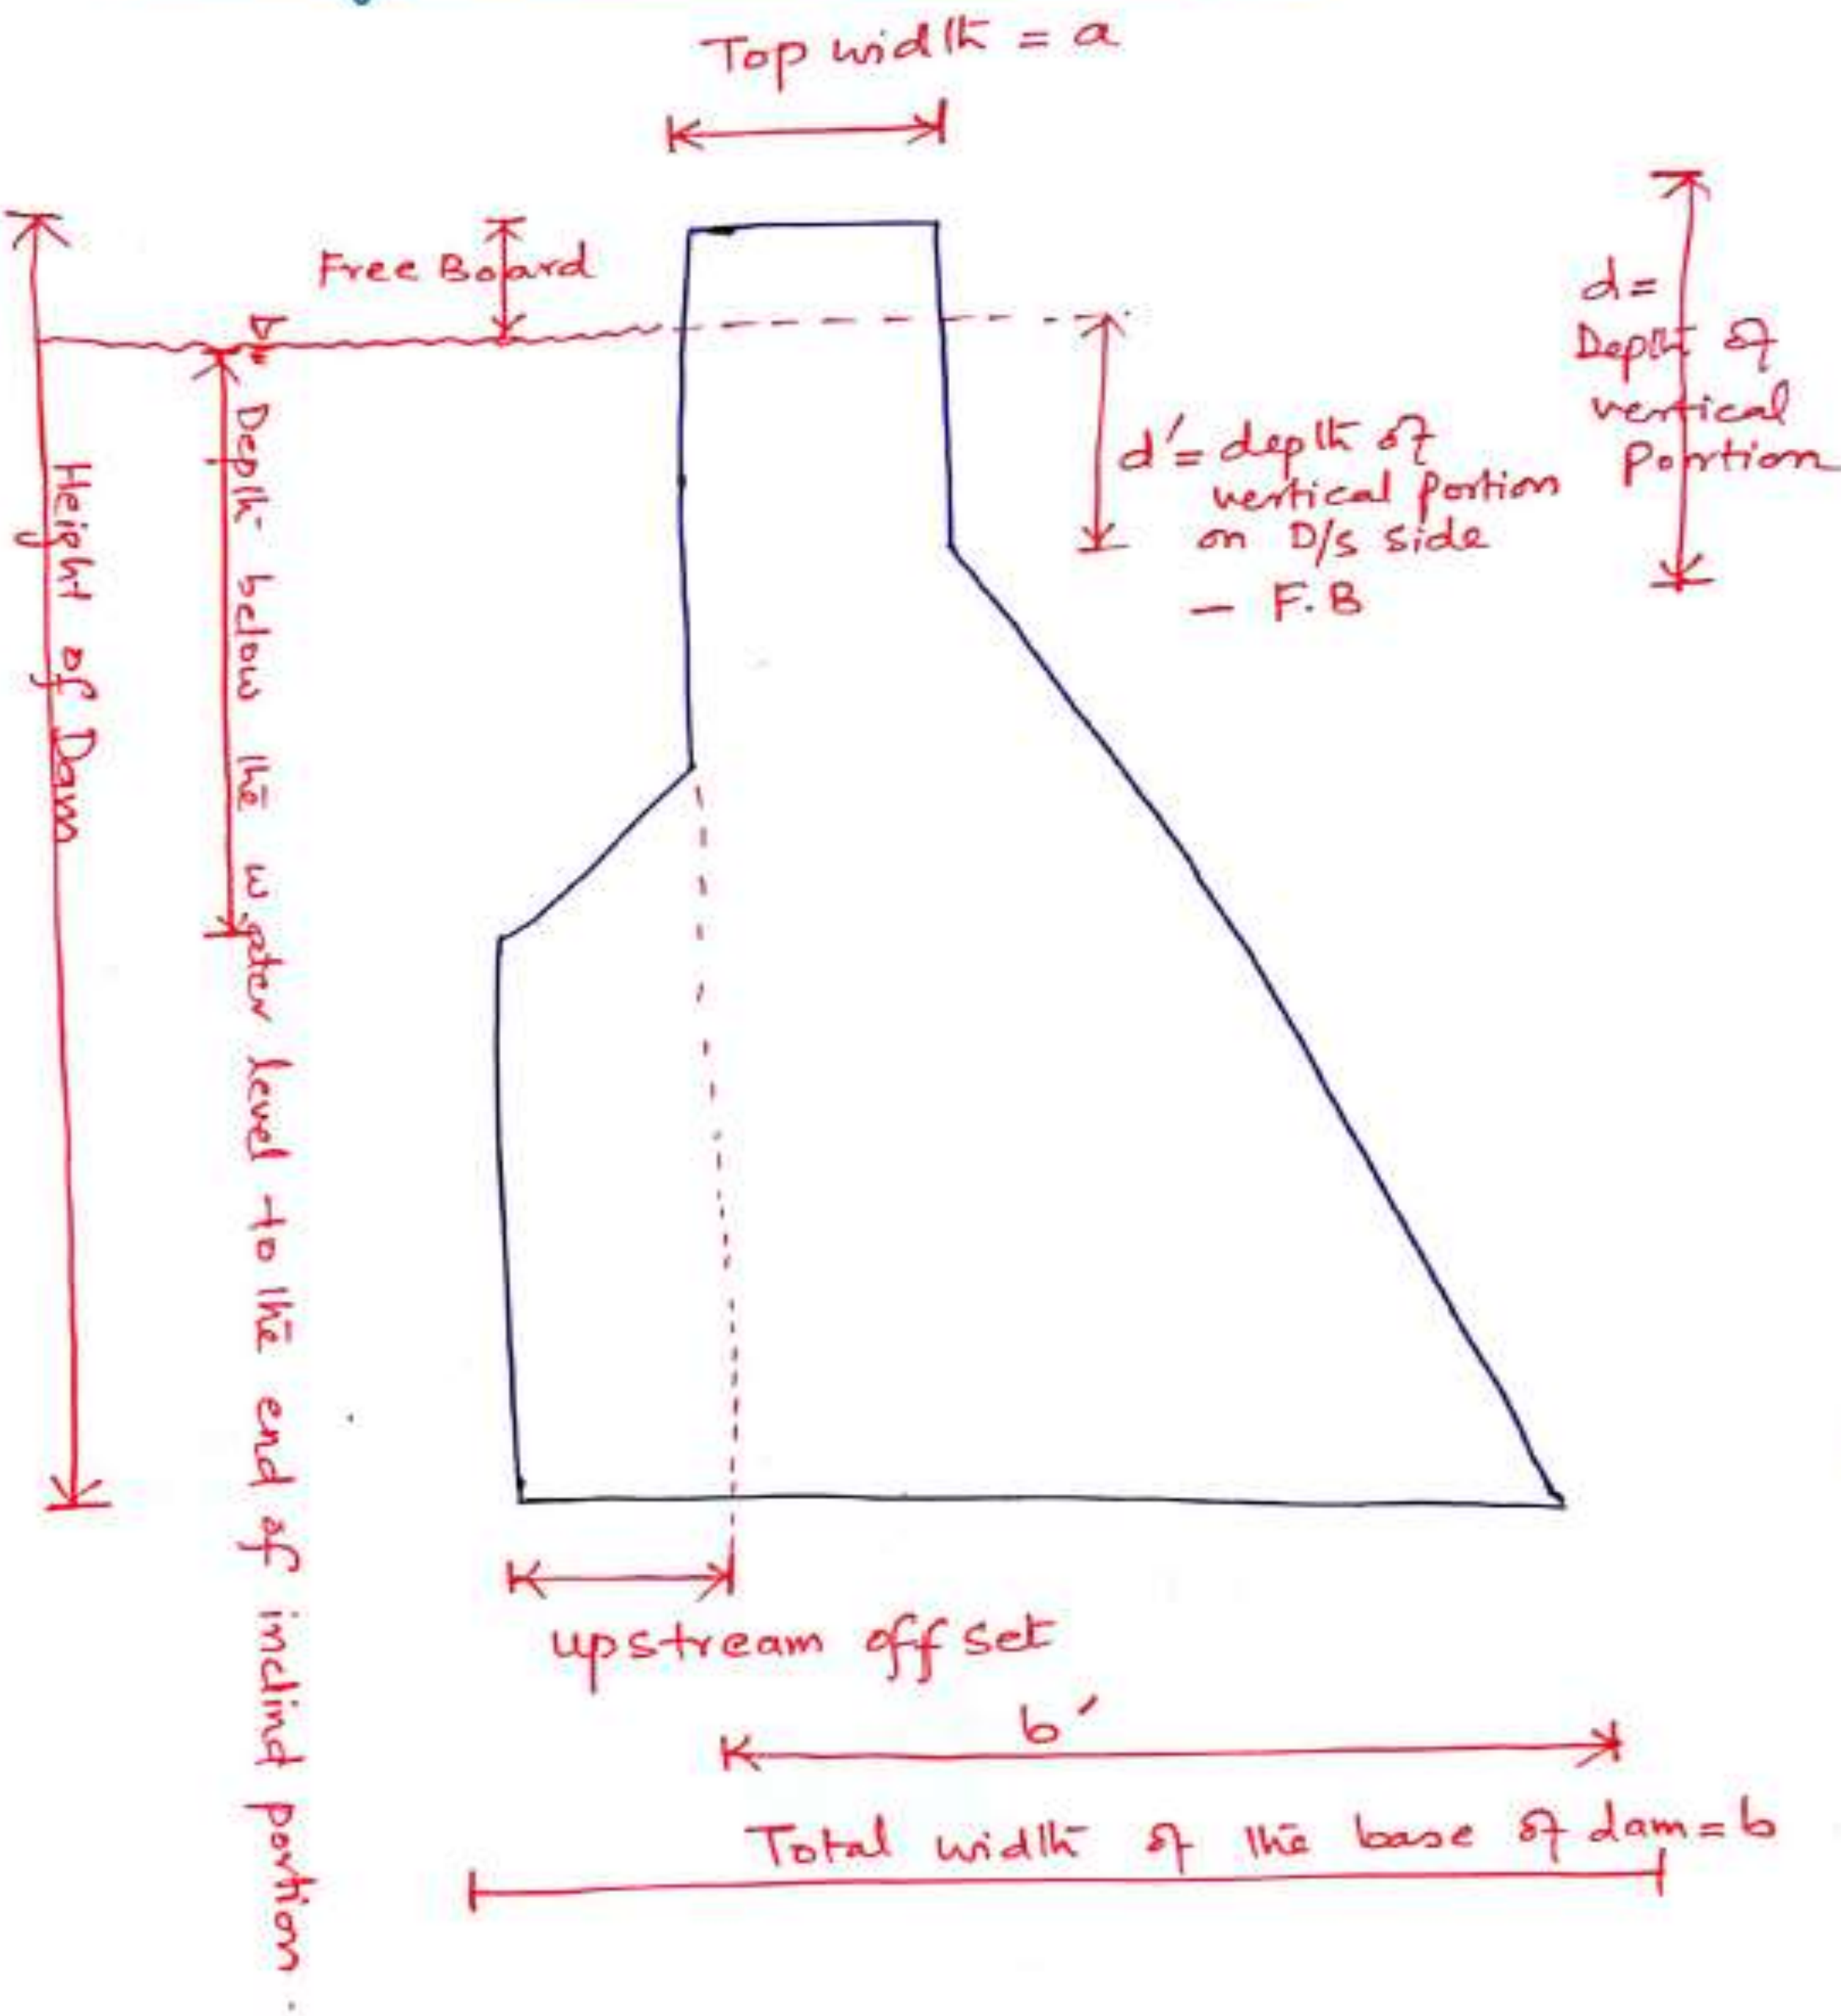 Top width = a
Free Board
d=
Depth of
vertical
portion
d'= depth of
vertical portion
on D/s side
– F.B
Height of Dam
Depth below the water level to the end of inclind portion.
upstream off set
b'
Total width of the base of dam = b